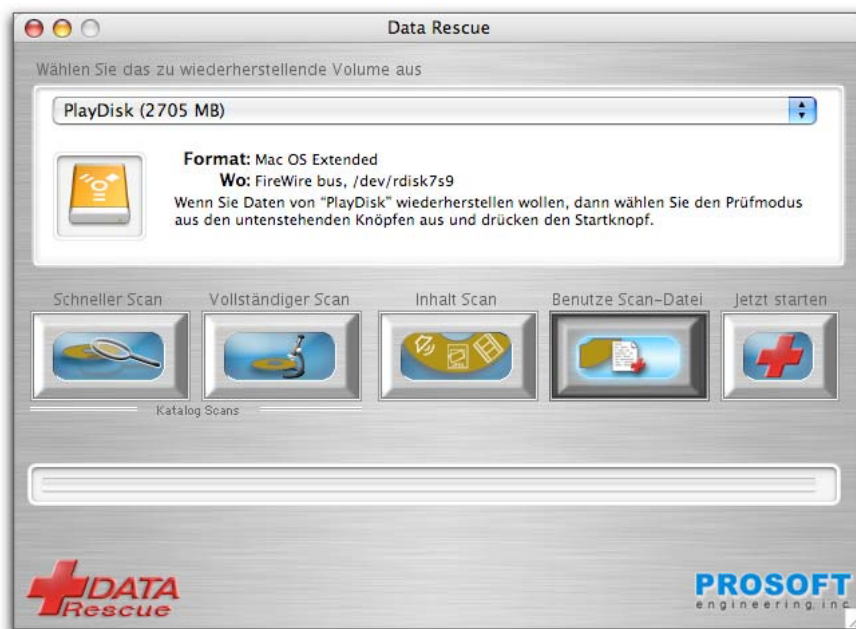 Data Rescue
Wählen Sie das zu wiederherstellende Volume aus
PlayDisk (2705 MB)
Format: Mac OS Extended
Wo: FireWire bus, /dev/rdisk7s9
Wenn Sie Daten von “PlayDisk” wiederherstellen wollen, dann wählen Sie den Prüfmodus
aus den untenstehenden Knöpfen aus und drücken den Startknopf.
Schneller Scan
Vollständiger Scan
Inhalt Scan
Benutze Scan-Datei
Jetzt starten
Katalog Scans
DATA
Rescue
PROSOFT
engineering, inc